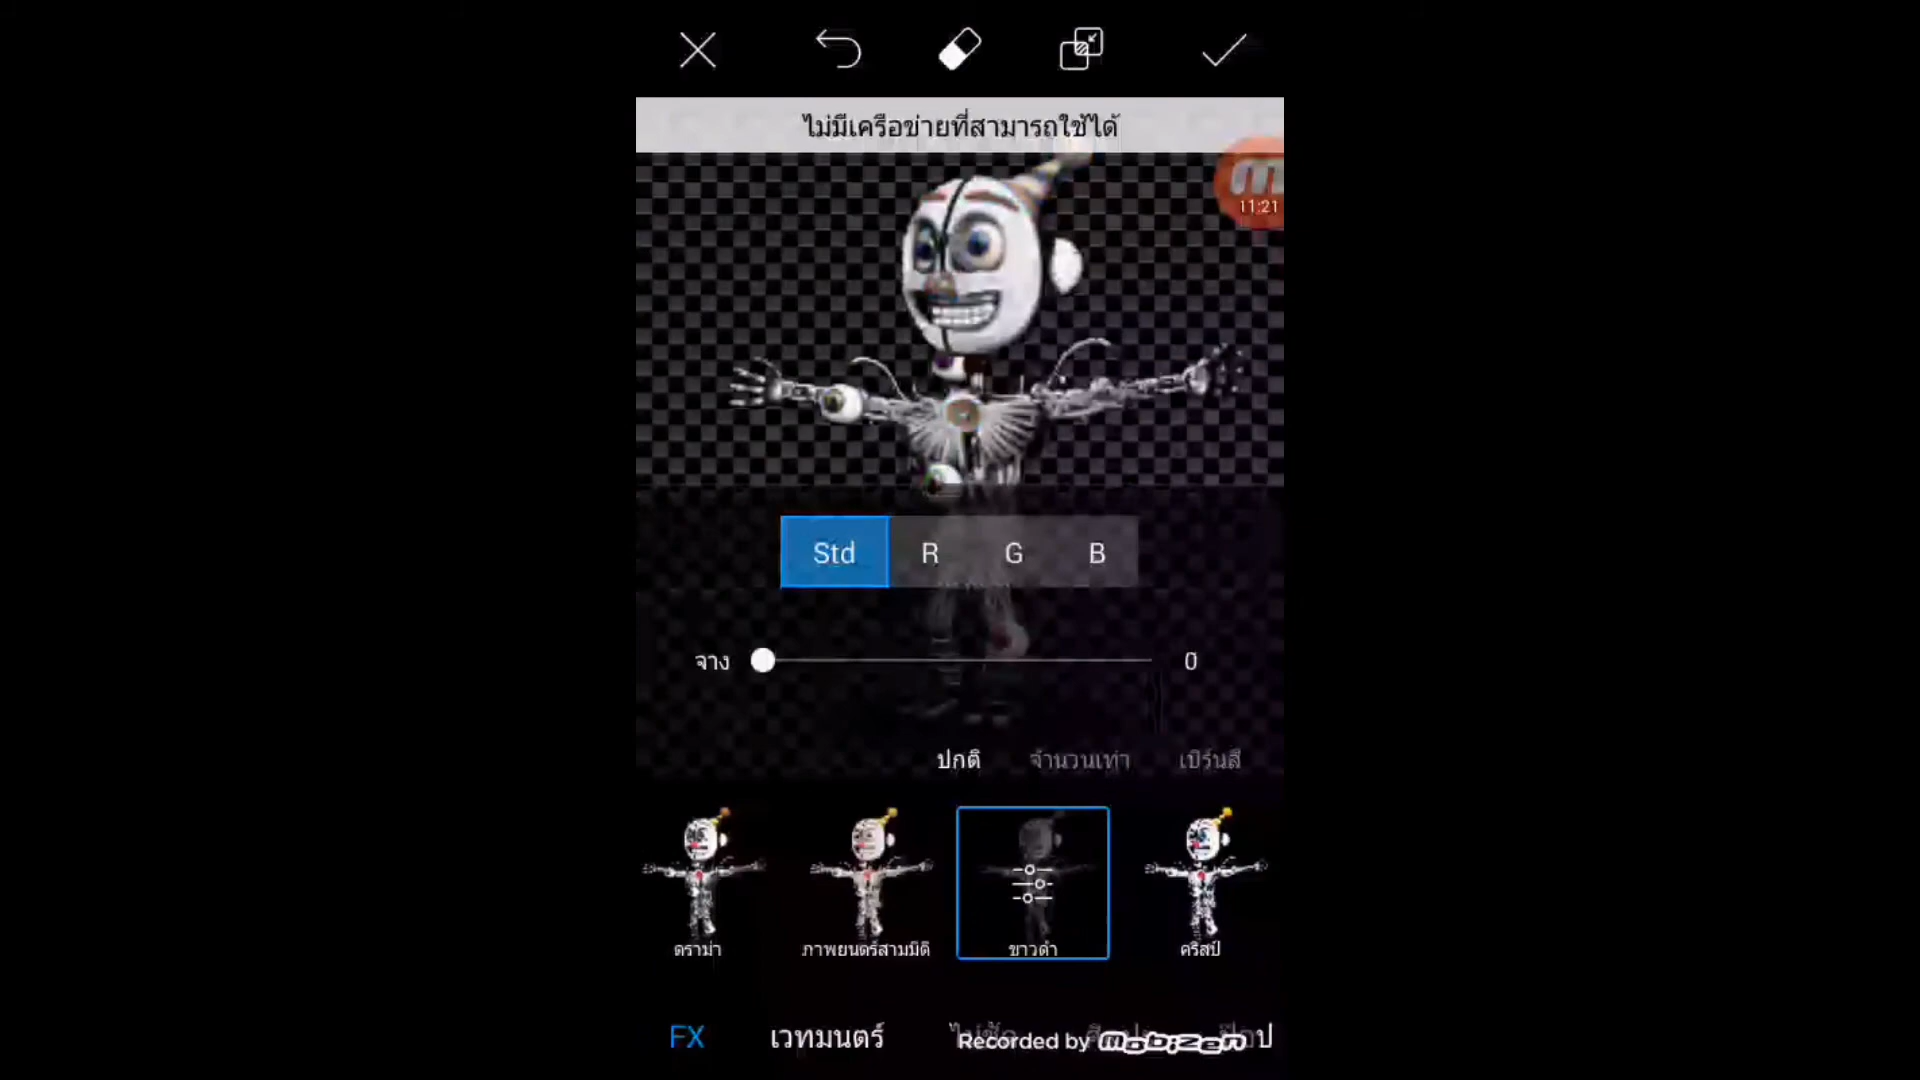 ไม่มีเครือข่ายที่สามารถใช้ได้
11:21
Std R G B
จาง 0
ปกติ จำนวนเท่า เบิร์นสี
ดราม่า ภาพยนตร์สามมิติ ขาวดำ คริสป์
FX เวทมนตร์
Recorded by mobizen